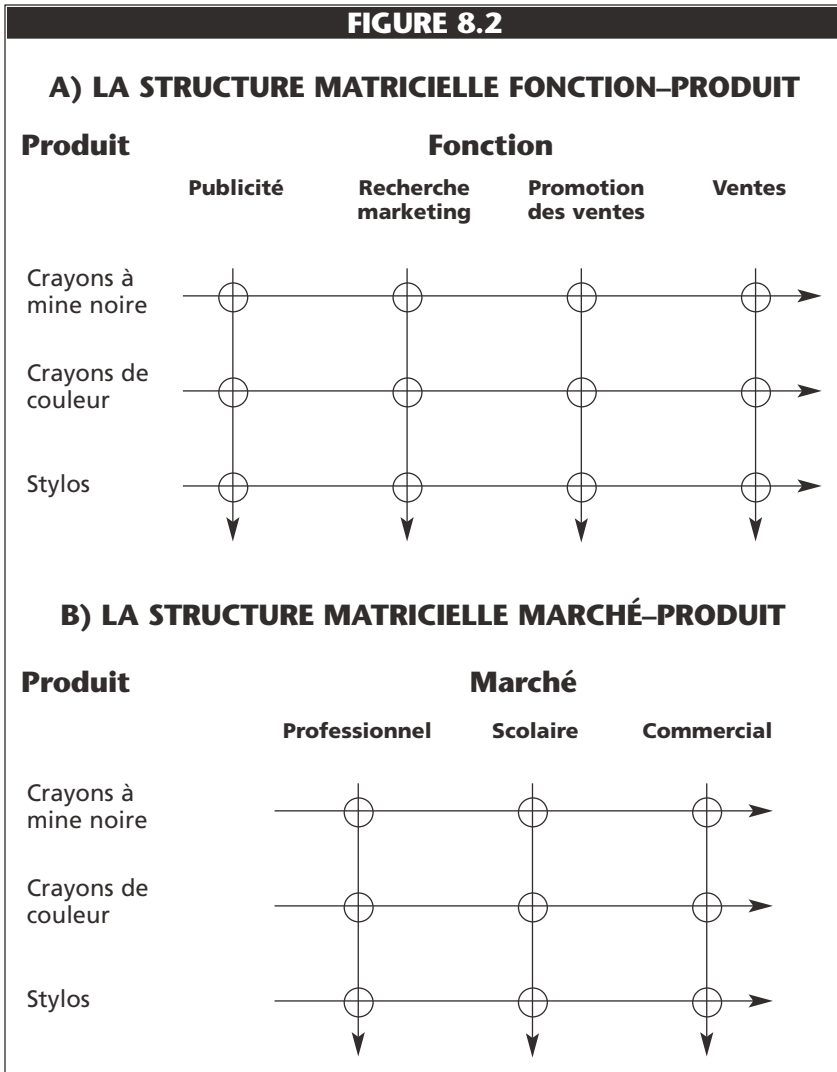 FIGURE 8.2
A) LA STRUCTURE MATRICIELLE FONCTION–PRODUIT
Produit Fonction
Publicité Recherche marketing Promotion des ventes Ventes
Crayons à
mine noire
Crayons de
couleur
Stylos
B) LA STRUCTURE MATRICIELLE MARCHÉ–PRODUIT
Produit Marché
Professionnel Scolaire Commercial
Crayons à
mine noire
Crayons de
couleur
Stylos